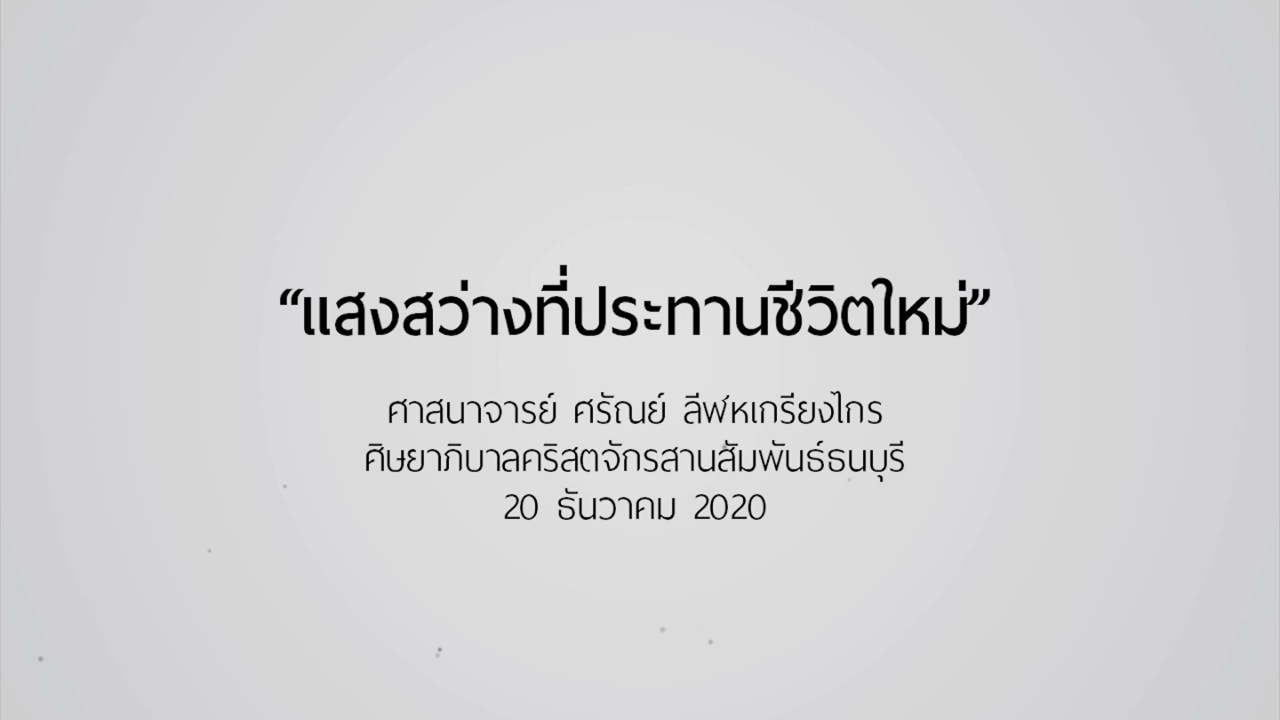 “แสงสว่างที่ประทานชีวิตใหม่”
ศาสนาจารย์ ศรัณย์ ลีฬหเกรียงไกร
ศิษยาภิบาลคริสตจักรสานสัมพันธ์ธนบุรี
20 ธันวาคม 2020